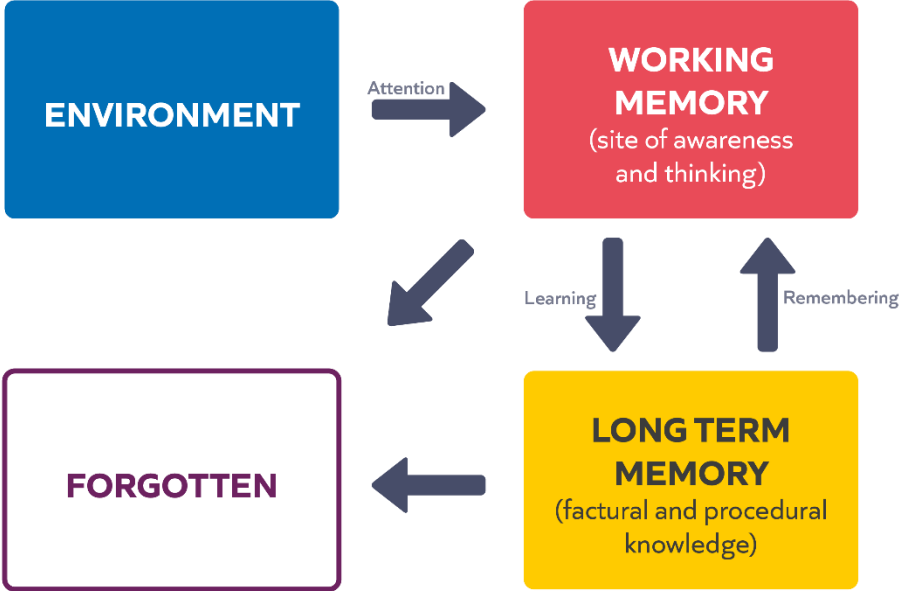 ENVIRONMENT
Attention
WORKING
MEMORY
(site of awareness
and thinking)
Learning
Remembering
FORGOTTEN
LONG TERM
MEMORY
(factural and procedural
knowledge)